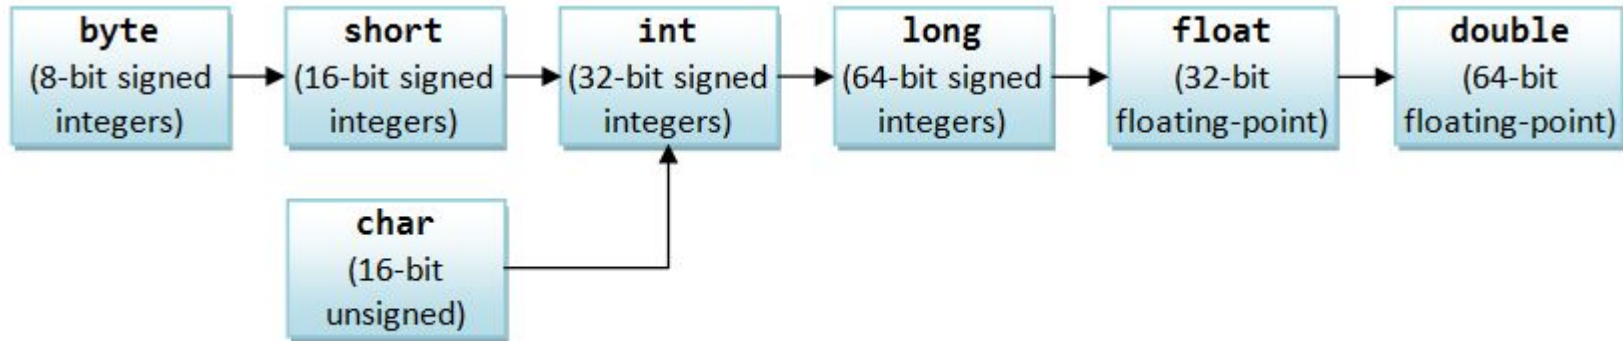 byte
(8-bit signed
integers)
short
(16-bit signed
integers)
int
(32-bit signed
integers)
long
(64-bit signed
integers)
float
(32-bit
floating-point)
double
(64-bit
floating-point)
char
(16-bit
unsigned)